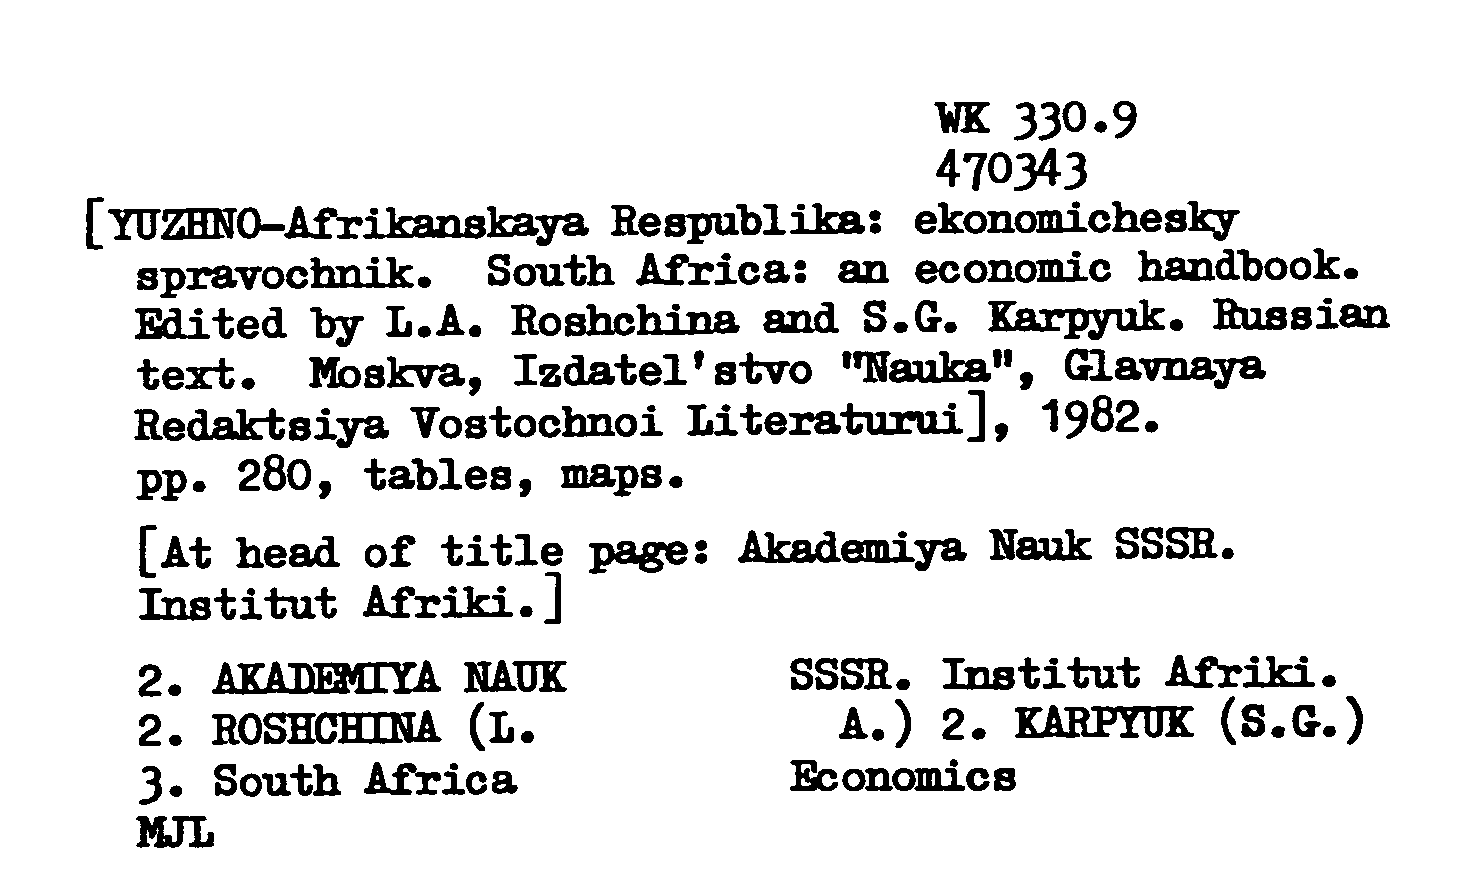 WK 330.9
470343
[YUZHNO-Afrikanskaya Respublika: ekonomichesky
spravochnik. South Africa: an economic handbook.
Edited by L.A. Roshchina and S.G. Karpyuk. Russian
text. Moskva, Izdatel'stvo "Nauka", Glavnaya
Redaktsiya Vostochnoi Literaturui], 1982.
pp. 280, tables, maps.
[At head of title page: Akademiya Nauk SSSR.
Institut Afriki.]
2. AKADEMIYA NAUK SSSR. Institut Afriki.
2. ROSHCHINA (L. A.) 2. KARPYUK (S.G.)
3. South Africa Economics
MJL